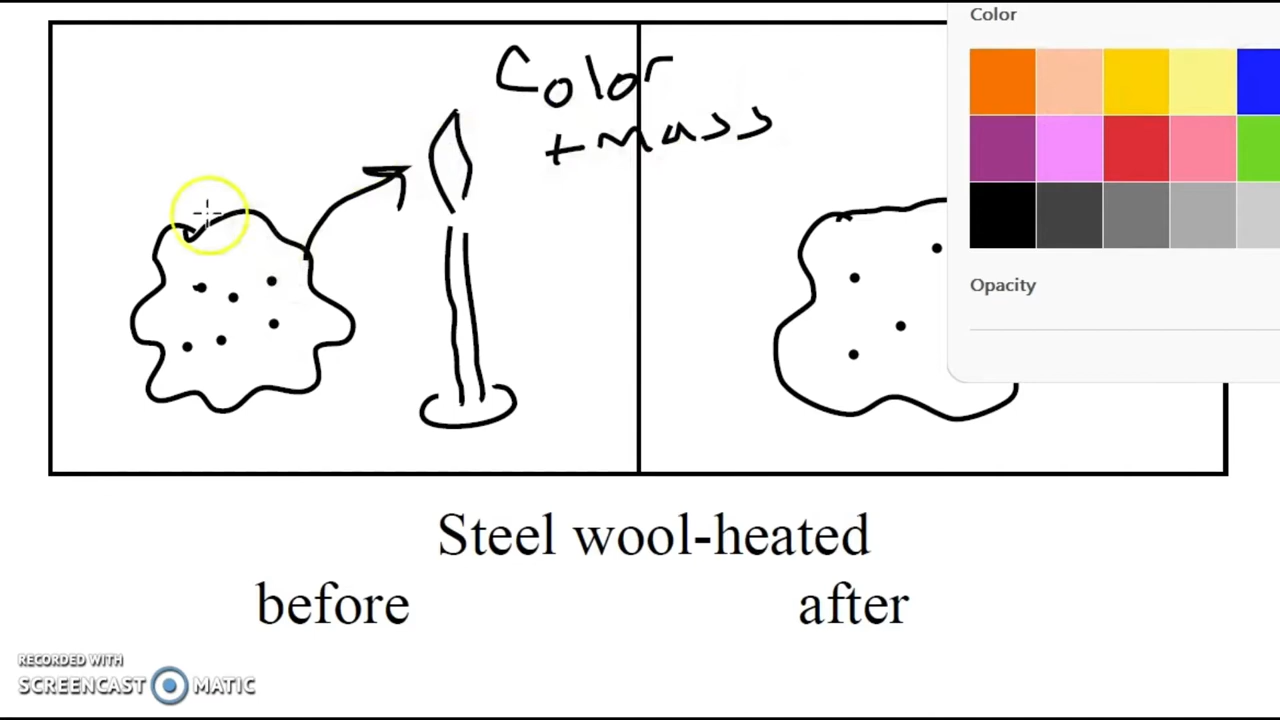 Color
Color
+ Mass
Opacity
Steel wool-heated
before after
RECORDED WITH
SCREENCAST MATIC